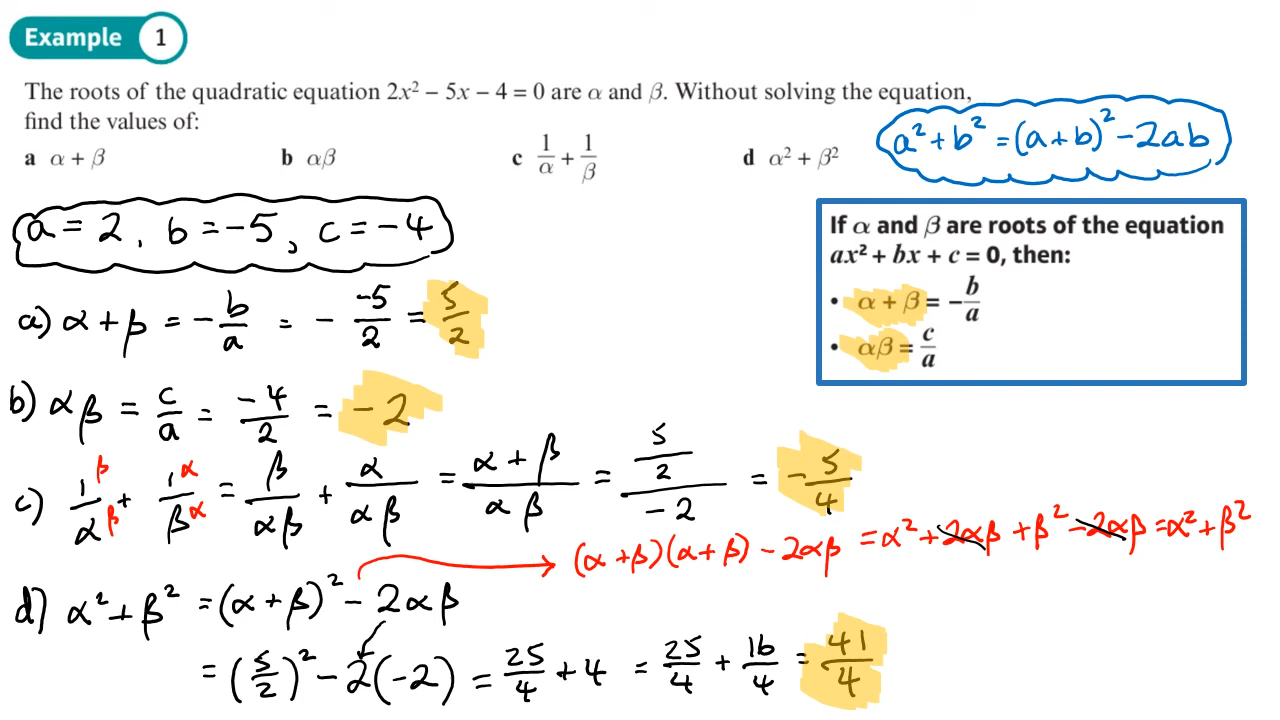 Example 1
The roots of the quadratic equation 2x² − 5x − 4 = 0 are α and β. Without solving the equation,
find the values of:
a α + β b αβ c 1/α + 1/β d α² + β²
a² + b² = (a + b)² − 2ab
a = 2, b = −5, c = −4
If α and β are roots of the equation
ax² + bx + c = 0, then:
• α + β = −b/a
• αβ = c/a
a) α + β = − b/a = − −5/2 = 5/2
b) αβ = c/a = −4/2 = −2
c) 1β/αβ + 1α/βα = β/αβ + α/αβ = (α + β)/(αβ) = (5/2)/(−2) = −5/4
(α + β)(α + β) − 2αβ = α² + 2αβ + β² − 2αβ = α² + β²
d) α² + β² = (α + β)² − 2αβ
= (5/2)² − 2(−2) = 25/4 + 4 = 25/4 + 16/4 = 41/4